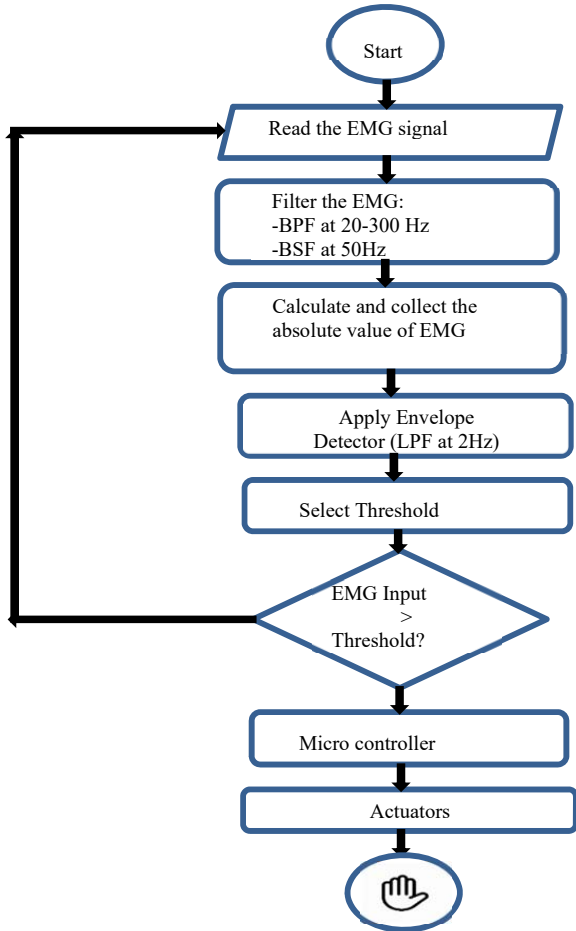 Start
Read the EMG signal
Filter the EMG:
-BPF at 20-300 Hz
-BSF at 50Hz
Calculate and collect the
absolute value of EMG
Apply Envelope
Detector (LPF at 2Hz)
Select Threshold
EMG Input
>
Threshold?
Micro controller
Actuators